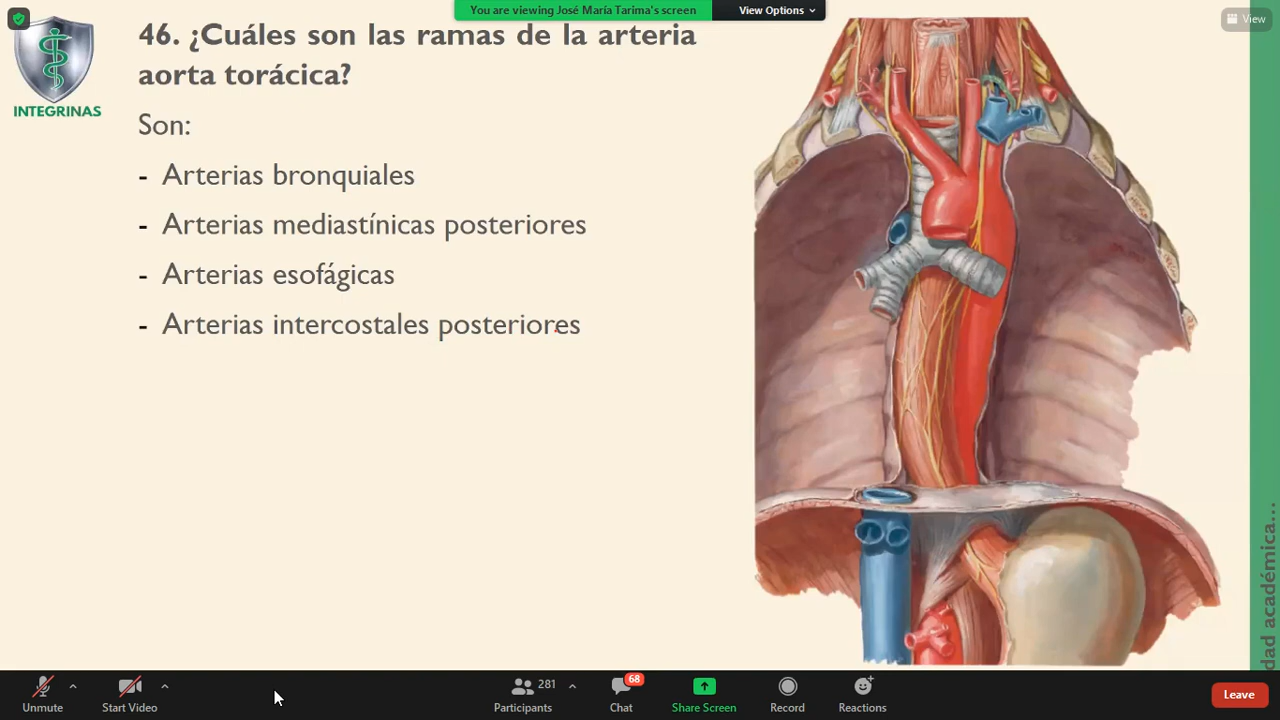 You are viewing José María Tarima's screen
View Options
View
46. ¿Cuáles son las ramas de la arteria
aorta torácica?
INTEGRINAS
Son:
- Arterias bronquiales
- Arterias mediastínicas posteriores
- Arterias esofágicas
- Arterias intercostales posteriores
dad académica...
Unmute
Start Video
281
Participants
68
Chat
Share Screen
Record
Reactions
Leave